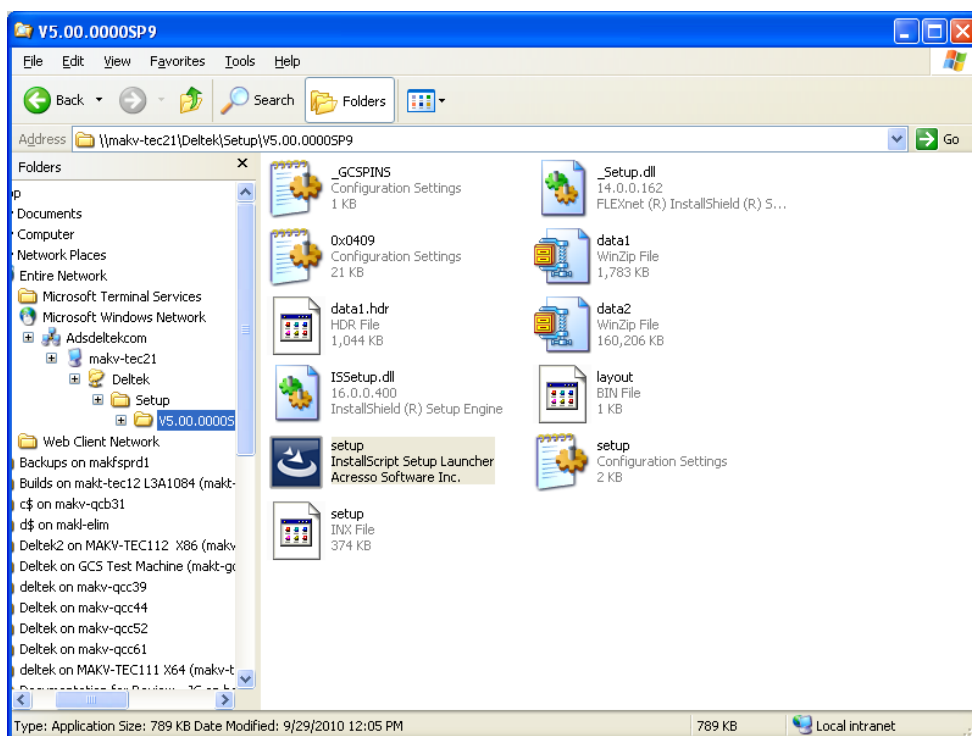 V5.00.0000SP9
File Edit View Favorites Tools Help
Back Search Folders
Address \\makv-tec21\Deltek\Setup\V5.00.0000SP9 Go
Folders
Documents
Computer
Network Places
Entire Network
Microsoft Terminal Services
Microsoft Windows Network
Adsdeltekcom
makv-tec21
Deltek
Setup
V5.00.0000S
Web Client Network
Backups on makfsprd1
Builds on makt-tec12 L3A1084 (makt-
c$ on makv-qcb31
d$ on makl-elim
Deltek2 on MAKV-TEC112 X86 (makv
Deltek on GCS Test Machine (makt-gc
deltek on makv-qcc39
Deltek on makv-qcc44
Deltek on makv-qcc52
Deltek on makv-qcc61
deltek on MAKV-TEC111 X64 (makv-t
_GCSPINS
Configuration Settings
1 KB
_Setup.dll
14.0.0.162
FLEXnet (R) InstallShield (R) S...
0x0409
Configuration Settings
21 KB
data1
WinZip File
1,783 KB
data1.hdr
HDR File
1,044 KB
data2
WinZip File
160,206 KB
ISSetup.dll
16.0.0.400
InstallShield (R) Setup Engine
layout
BIN File
1 KB
setup
InstallScript Setup Launcher
Acresso Software Inc.
setup
Configuration Settings
2 KB
setup
INX File
374 KB
Type: Application Size: 789 KB Date Modified: 9/29/2010 12:05 PM 789 KB Local intranet